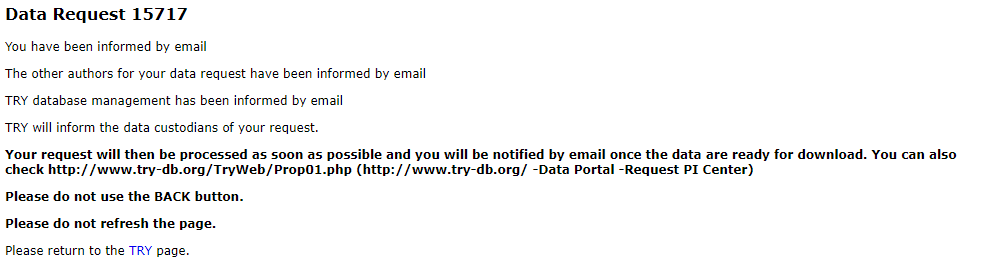 Data Request 15717
You have been informed by email
The other authors for your data request have been informed by email
TRY database management has been informed by email
TRY will inform the data custodians of your request.
Your request will then be processed as soon as possible and you will be notified by email once the data are ready for download. You can also
check http://www.try-db.org/TryWeb/Prop01.php (http://www.try-db.org/ -Data Portal -Request PI Center)
Please do not use the BACK button.
Please do not refresh the page.
Please return to the TRY page.